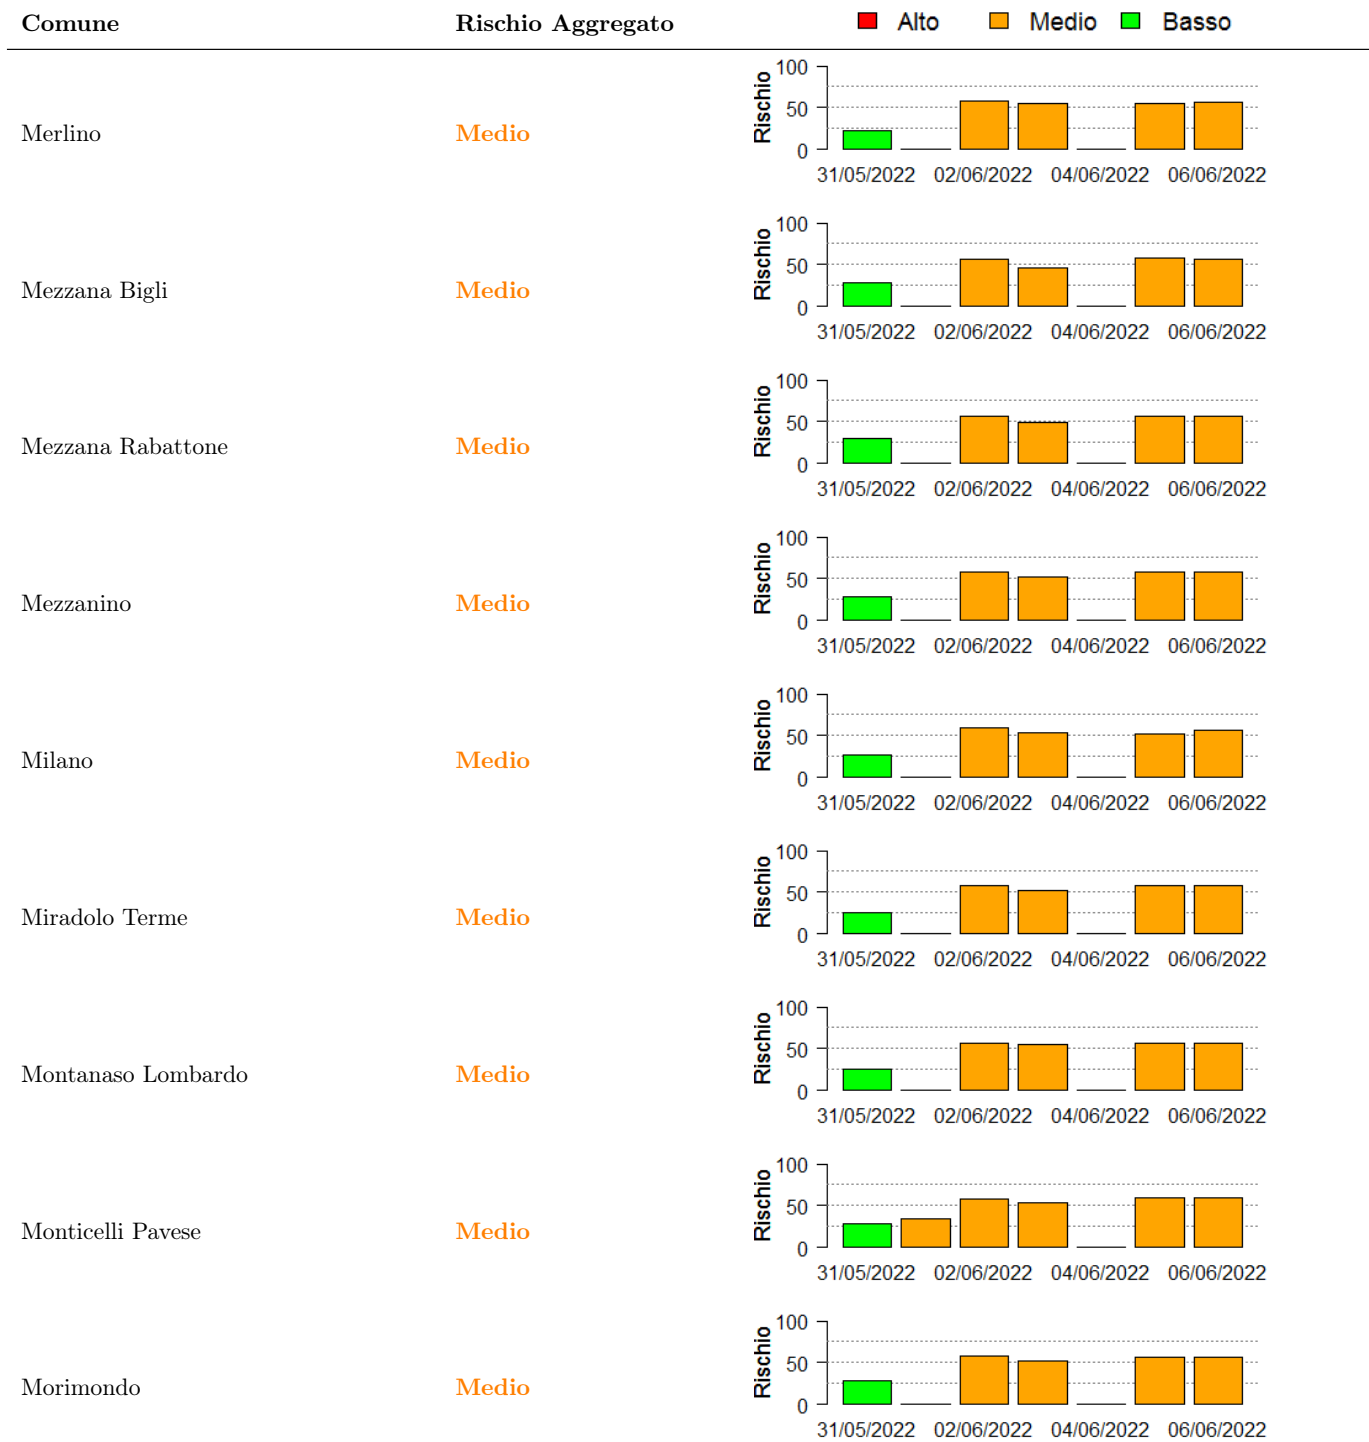 Comune Rischio Aggregato Alto Medio Basso
Merlino Medio Rischio 100 50 0
31/05/2022 02/06/2022 04/06/2022 06/06/2022
Mezzana Bigli Medio Rischio 100 50 0
31/05/2022 02/06/2022 04/06/2022 06/06/2022
Mezzana Rabattone Medio Rischio 100 50 0
31/05/2022 02/06/2022 04/06/2022 06/06/2022
Mezzanino Medio Rischio 100 50 0
31/05/2022 02/06/2022 04/06/2022 06/06/2022
Milano Medio Rischio 100 50 0
31/05/2022 02/06/2022 04/06/2022 06/06/2022
Miradolo Terme Medio Rischio 100 50 0
31/05/2022 02/06/2022 04/06/2022 06/06/2022
Montanaso Lombardo Medio Rischio 100 50 0
31/05/2022 02/06/2022 04/06/2022 06/06/2022
Monticelli Pavese Medio Rischio 100 50 0
31/05/2022 02/06/2022 04/06/2022 06/06/2022
Morimondo Medio Rischio 100 50 0
31/05/2022 02/06/2022 04/06/2022 06/06/2022